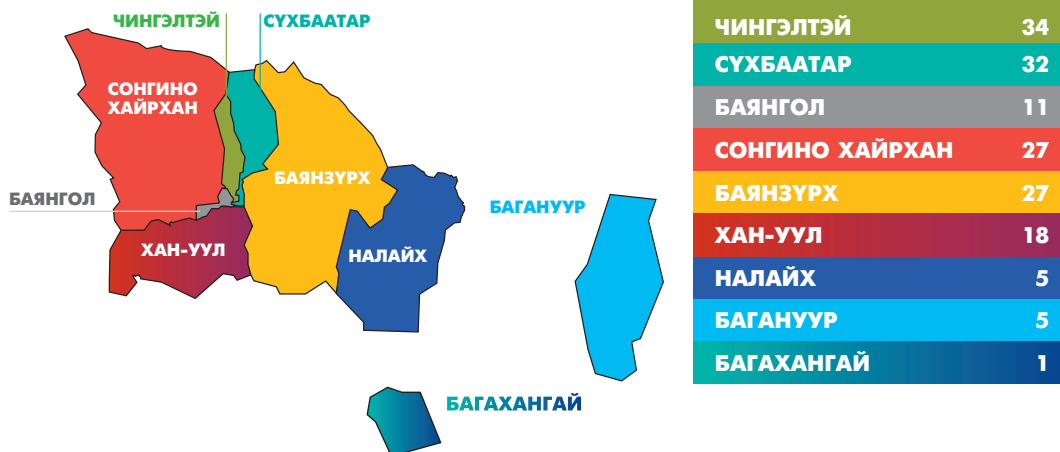 ЧИНГЭЛТЭЙ
СҮХБААТАР
СОНГИНО
ХАЙРХАН
БАЯНЗҮРХ
БАЯНГОЛ
БАГАНУУР
ХАН-УУЛ
НАЛАЙХ
БАГАХАНГАЙ
ЧИНГЭЛТЭЙ 34
СҮХБААТАР 32
БАЯНГОЛ 11
СОНГИНО ХАЙРХАН 27
БАЯНЗҮРХ 27
ХАН-УУЛ 18
НАЛАЙХ 5
БАГАНУУР 5
БАГАХАНГАЙ 1